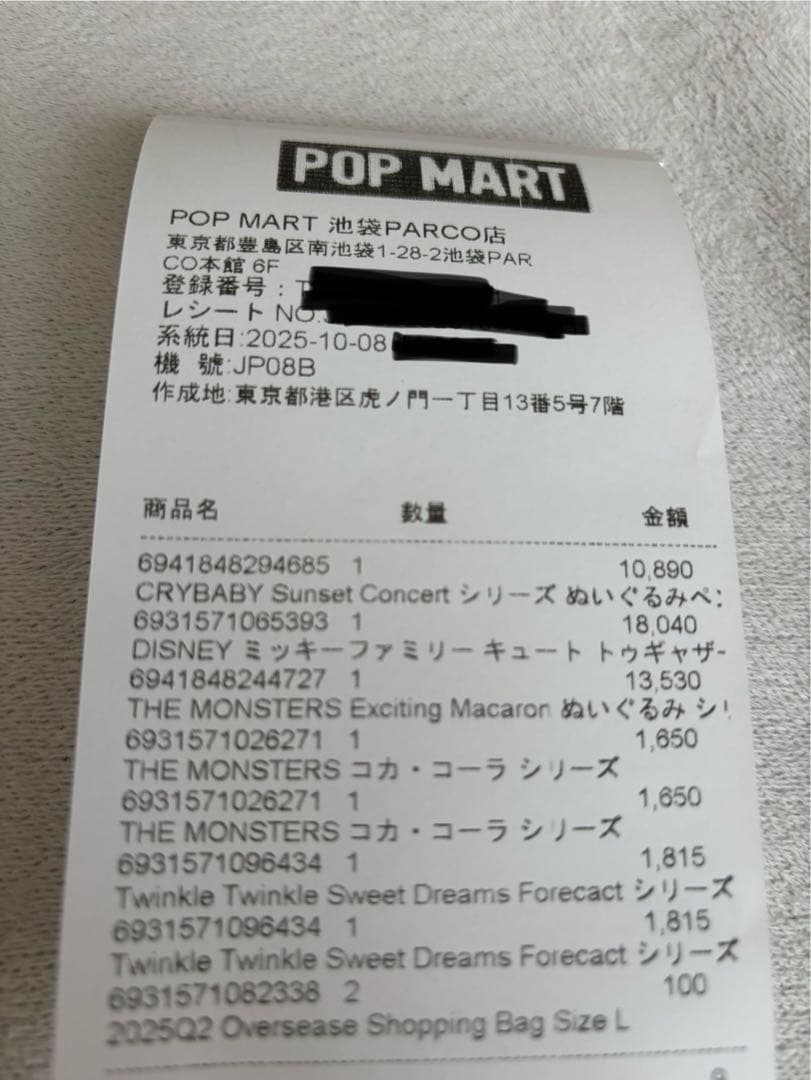 POP MART
POP MART 池袋PARCO店
東京都豊島区南池袋1-28-2池袋PAR
CO本館 6F
登録番号：T
レシート NO.
系統日:2025-10-08
機 號:JP08B
作成地:東京都港区虎ノ門一丁目13番5号7階
商品名 数量 金額
6941848294685 1 10,890
CRYBABY Sunset Concert シリーズ ぬいぐるみペ
6931571065393 1 18,040
DISNEY ミッキーファミリー キュート トゥギャザー
6941848244727 1 13,530
THE MONSTERS Exciting Macaron ぬいぐるみ シリ
6931571026271 1 1,650
THE MONSTERS コカ・コーラ シリーズ
6931571026271 1 1,650
THE MONSTERS コカ・コーラ シリーズ
6931571096434 1 1,815
Twinkle Twinkle Sweet Dreams Forecact シリーズ
6931571096434 1 1,815
Twinkle Twinkle Sweet Dreams Forecact シリーズ
6931571082338 2 100
2025Q2 Oversease Shopping Bag Size L